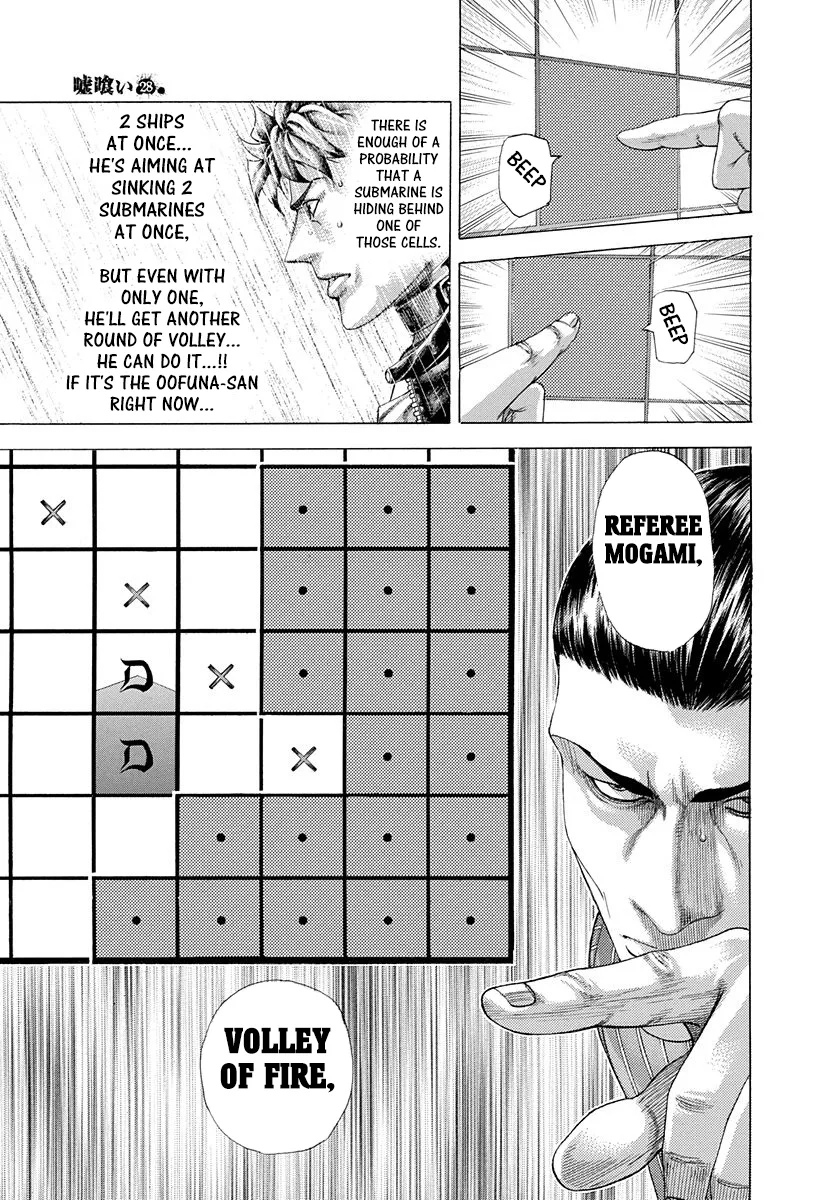 嘘喰い 28
BEEP
BEEP
THERE IS
ENOUGH OF A
PROBABILITY
THAT A
SUBMARINE IS
HIDING BEHIND
ONE OF
THOSE CELLS.
2 SHIPS
AT ONCE...
HE'S AIMING AT
SINKING 2
SUBMARINES
AT ONCE,
BUT EVEN WITH
ONLY ONE,
HE'LL GET ANOTHER
ROUND OF VOLLEY...
HE CAN DO IT...!!
IF IT'S THE OOFUNA-SAN
RIGHT NOW...
REFEREE
MOGAMI,
VOLLEY
OF FIRE,